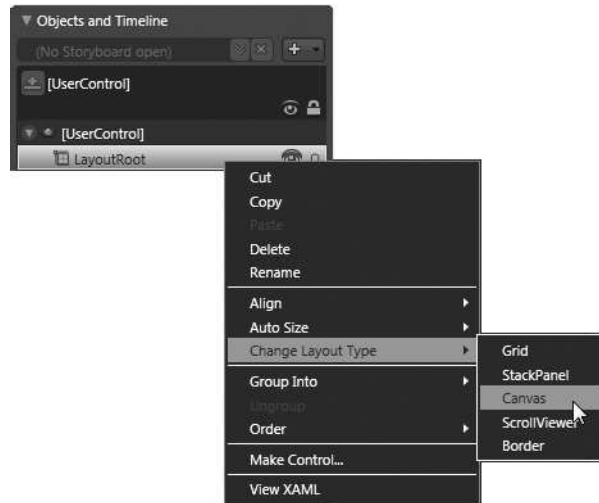 Objects and Timeline
(No Storyboard open)
[UserControl]
[UserControl]
LayoutRoot
Cut
Copy
Paste
Delete
Rename
Align
Auto Size
Change Layout Type
Grid
StackPanel
Canvas
ScrollViewer
Border
Group Into
Ungroup
Order
Make Control...
View XAML